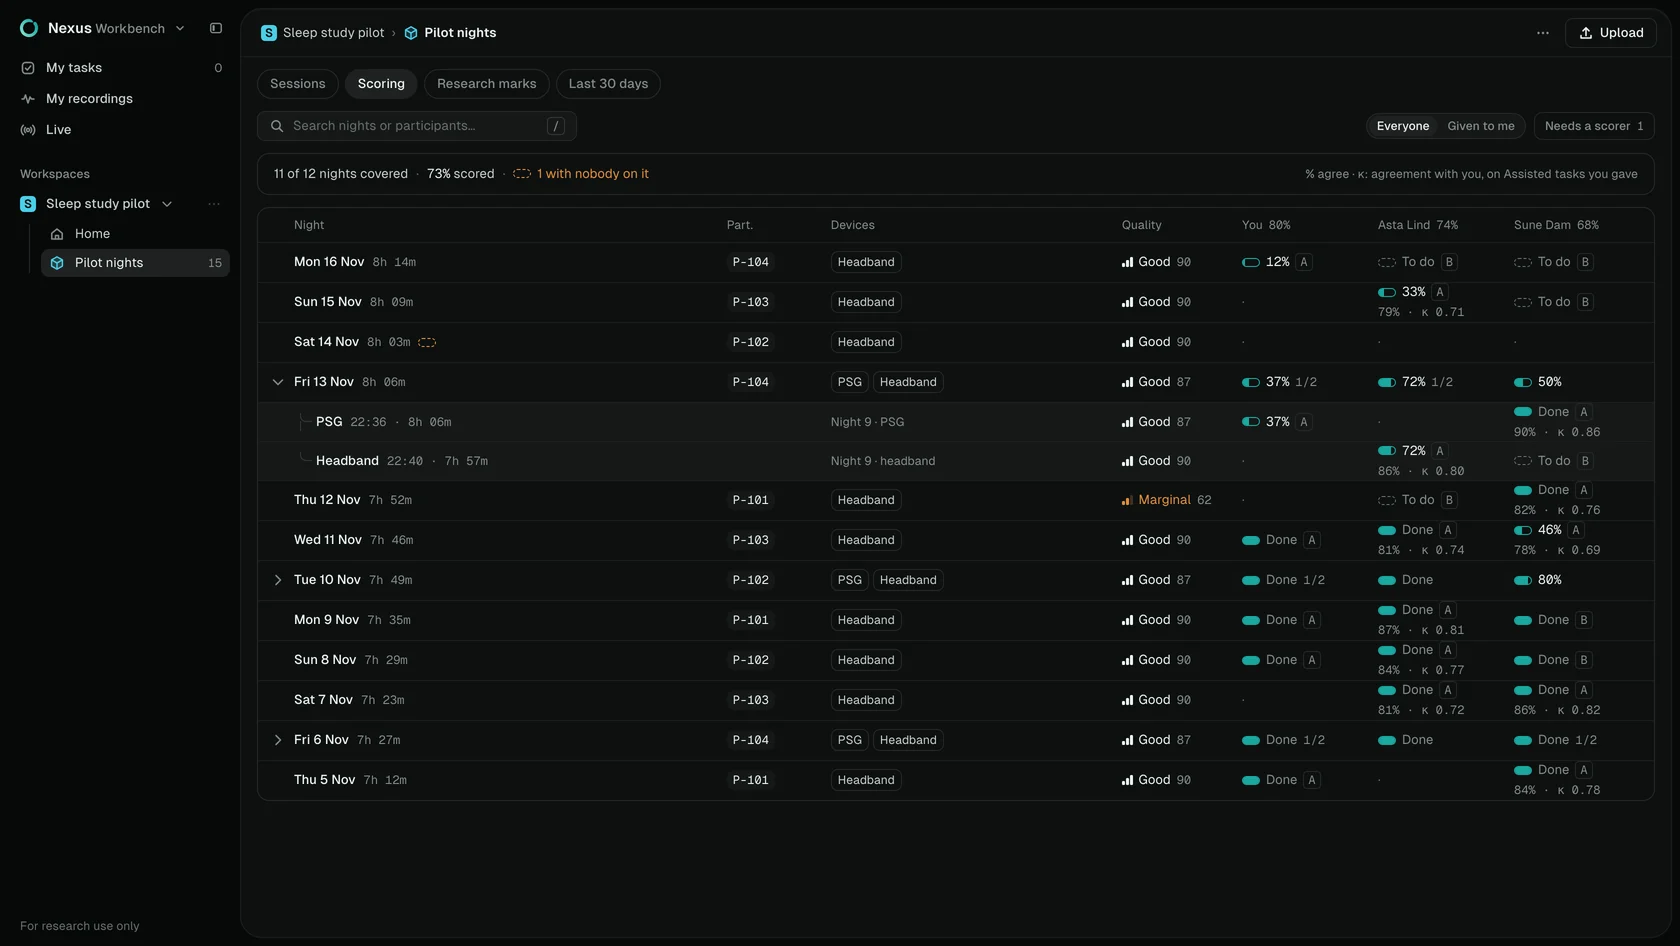 Nexus Workbench
My tasks 0
My recordings
Live
Workspaces
S Sleep study pilot
Home
Pilot nights 15
For research use only
S Sleep study pilot › Pilot nights
Upload
Sessions Scoring Research marks Last 30 days
Search nights or participants... /
Everyone Given to me Needs a scorer 1
11 of 12 nights covered · 73% scored · 1 with nobody on it
% agree · κ: agreement with you, on Assisted tasks you gave
Night Part. Devices Quality You 80% Asta Lind 74% Sune Dam 68%
Mon 16 Nov 8h 14m P-104 Headband Good 90 12% A To do B To do B
Sun 15 Nov 8h 09m P-103 Headband Good 90 · 33% A To do B
79% · κ 0.71
Sat 14 Nov 8h 03m P-102 Headband Good 90 · · ·
Fri 13 Nov 8h 06m P-104 PSG Headband Good 87 37% 1/2 72% 1/2 50%
PSG 22:36 · 8h 06m Night 9 · PSG Good 87 37% A · Done A
90% · κ 0.86
Headband 22:40 · 7h 57m Night 9 · headband Good 90 · 72% A To do B
86% · κ 0.80
Thu 12 Nov 7h 52m P-101 Headband Marginal 62 · To do B Done A
82% · κ 0.76
Wed 11 Nov 7h 46m P-103 Headband Good 90 Done A Done A 46% A
81% · κ 0.74 78% · κ 0.69
Tue 10 Nov 7h 49m P-102 PSG Headband Good 87 Done 1/2 Done 80%
Mon 9 Nov 7h 35m P-101 Headband Good 90 Done A Done A Done B
87% · κ 0.81
Sun 8 Nov 7h 29m P-102 Headband Good 90 Done A Done A Done B
84% · κ 0.77
Sat 7 Nov 7h 23m P-103 Headband Good 90 · Done A Done A
81% · κ 0.72 86% · κ 0.82
Fri 6 Nov 7h 27m P-104 PSG Headband Good 87 Done 1/2 Done Done 1/2
Thu 5 Nov 7h 12m P-101 Headband Good 90 Done A · Done A
84% · κ 0.78